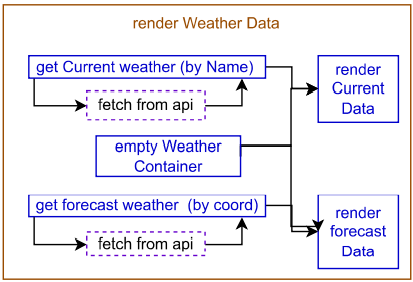 render Weather Data
get Current weather (by Name)
fetch from api
render
Current
Data
empty Weather
Container
get forecast weather (by coord)
fetch from api
render
forecast
Data